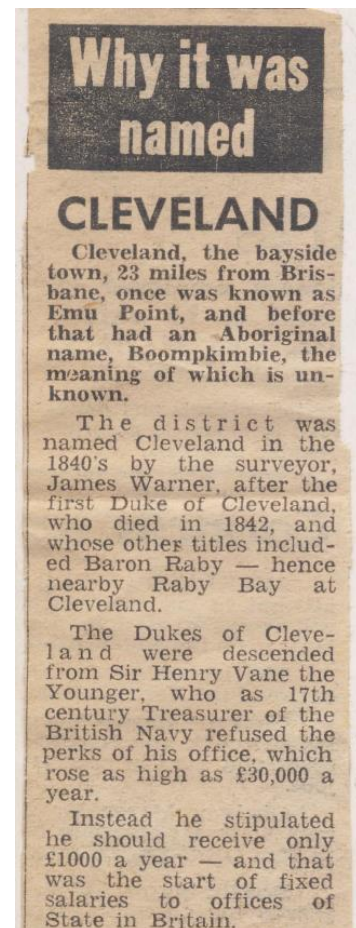 Why it was
named
CLEVELAND
Cleveland, the bayside
town, 23 miles from Bris-
bane, once was known as
Emu Point, and before
that had an Aboriginal
name, Boompkimbie, the
meaning of which is un-
known.
The district was
named Cleveland in the
1840's by the surveyor,
James Warner, after the
first Duke of Cleveland,
who died in 1842, and
whose other titles includ-
ed Baron Raby — hence
nearby Raby Bay at
Cleveland.
The Dukes of Cleve-
land were descended
from Sir Henry Vane the
Younger, who as 17th
century Treasurer of the
British Navy refused the
perks of his office, which
rose as high as £30,000 a
year.
Instead he stipulated
he should receive only
£1000 a year — and that
was the start of fixed
salaries to offices of
State in Britain.